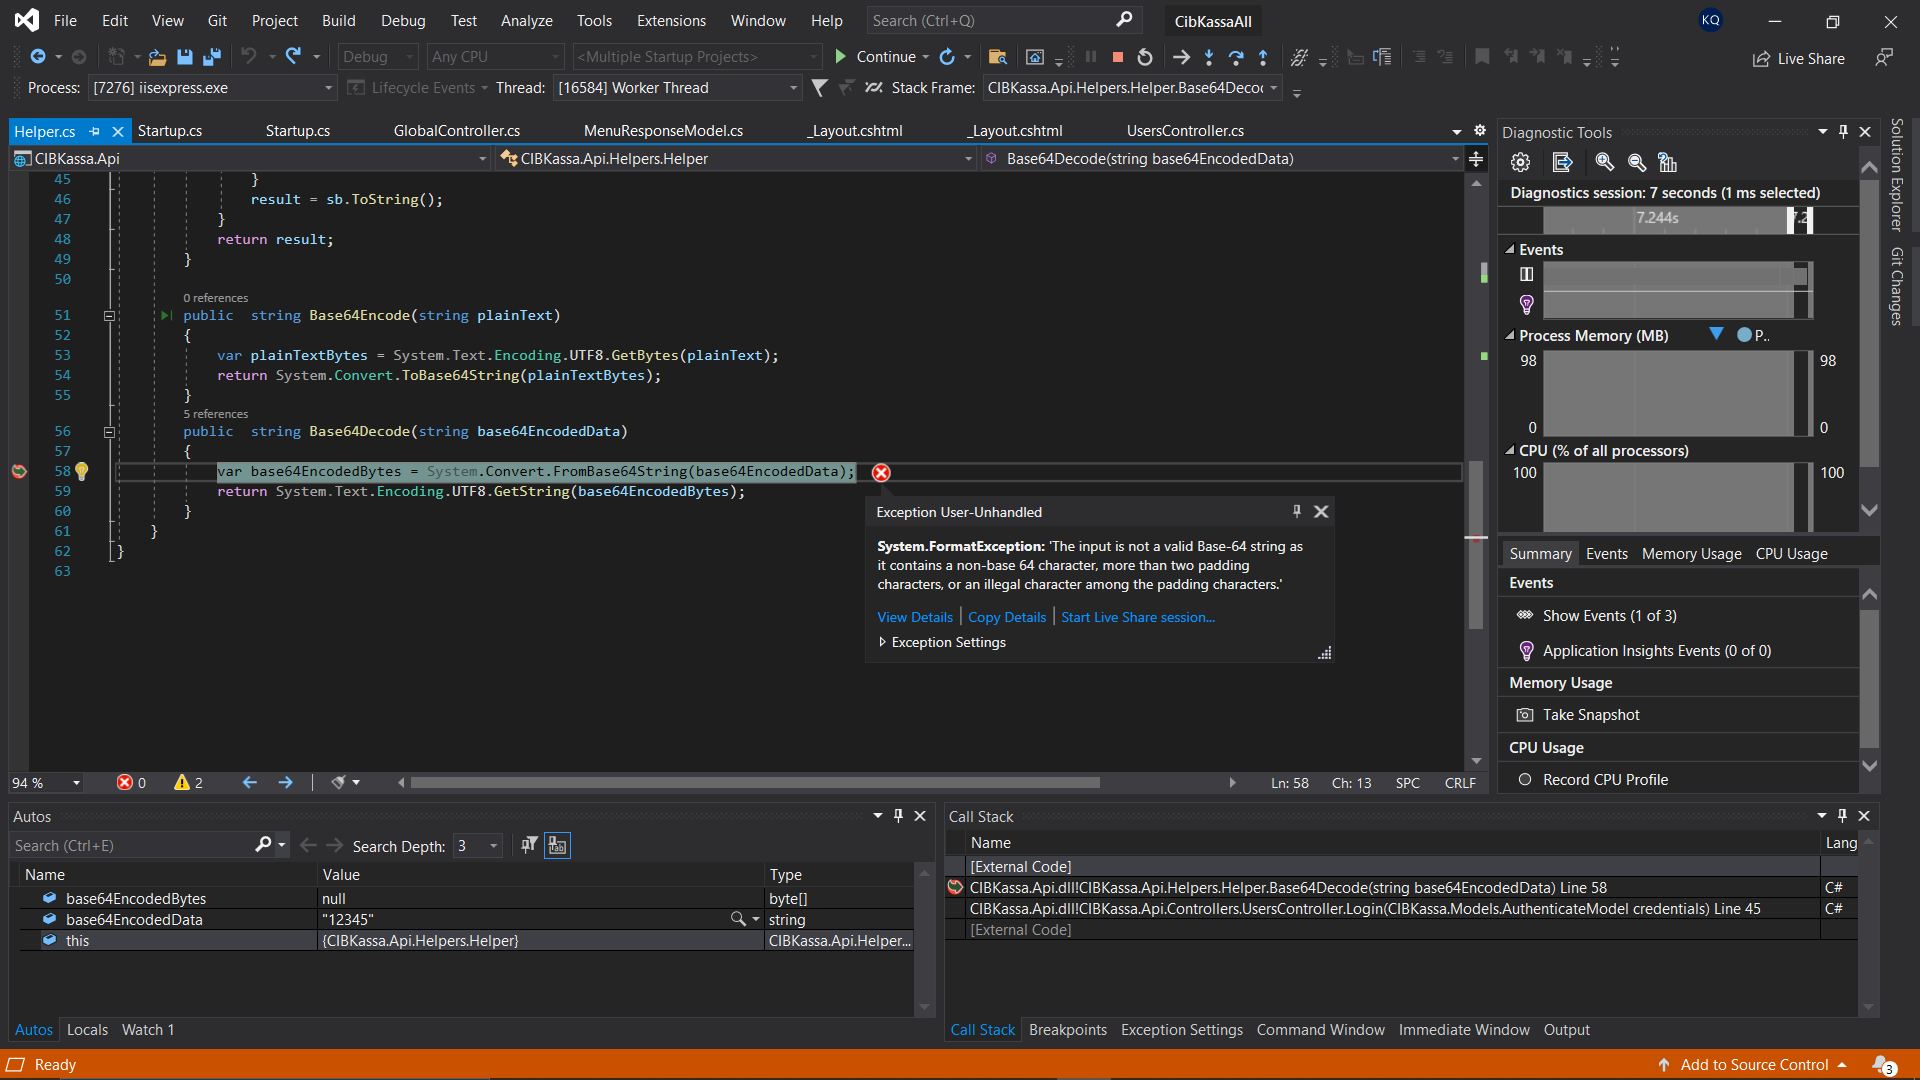 File Edit View Git Project Build Debug Test Analyze Tools Extensions Window Help Search (Ctrl+Q) CibKassaAll KQ
Debug Any CPU <Multiple Startup Projects> Continue Live Share
Process: [7276] iisexpress.exe Lifecycle Events Thread: [16584] Worker Thread Stack Frame: CIBKassa.Api.Helpers.Helper.Base64Deco
Helper.cs Startup.cs Startup.cs GlobalController.cs MenuResponseModel.cs _Layout.cshtml _Layout.cshtml UsersController.cs
CIBKassa.Api CIBKassa.Api.Helpers.Helper Base64Decode(string base64EncodedData)
45 }
46 result = sb.ToString();
47 }
48 return result;
49 }
50
0 references
51 public string Base64Encode(string plainText)
52 {
53 var plainTextBytes = System.Text.Encoding.UTF8.GetBytes(plainText);
54 return System.Convert.ToBase64String(plainTextBytes);
55 }
5 references
56 public string Base64Decode(string base64EncodedData)
57 {
58 var base64EncodedBytes = System.Convert.FromBase64String(base64EncodedData);
59 return System.Text.Encoding.UTF8.GetString(base64EncodedBytes);
60 }
61 }
62 }
63
Exception User-Unhandled
System.FormatException: 'The input is not a valid Base-64 string as
it contains a non-base 64 character, more than two padding
characters, or an illegal character among the padding characters.'
View Details | Copy Details | Start Live Share session...
Exception Settings
94 % 0 2 Ln: 58 Ch: 13 SPC CRLF
Diagnostic Tools
Diagnostics session: 7 seconds (1 ms selected)
7.244s 7.2
Events
Process Memory (MB) P..
98 98
0 0
CPU (% of all processors)
100 100
Summary Events Memory Usage CPU Usage
Events
Show Events (1 of 3)
Application Insights Events (0 of 0)
Memory Usage
Take Snapshot
CPU Usage
Record CPU Profile
Solution Explorer
Git Changes
Autos
Search (Ctrl+E) Search Depth: 3
Name Value Type
base64EncodedBytes null byte[]
base64EncodedData "12345" string
this {CIBKassa.Api.Helpers.Helper} CIBKassa.Api.Helper...
Autos Locals Watch 1
Call Stack
Name Lang
[External Code]
CIBKassa.Api.dll!CIBKassa.Api.Helpers.Helper.Base64Decode(string base64EncodedData) Line 58 C#
CIBKassa.Api.dll!CIBKassa.Api.Controllers.UsersController.Login(CIBKassa.Models.AuthenticateModel credentials) Line 45 C#
[External Code]
Call Stack Breakpoints Exception Settings Command Window Immediate Window Output
Ready Add to Source Control 3